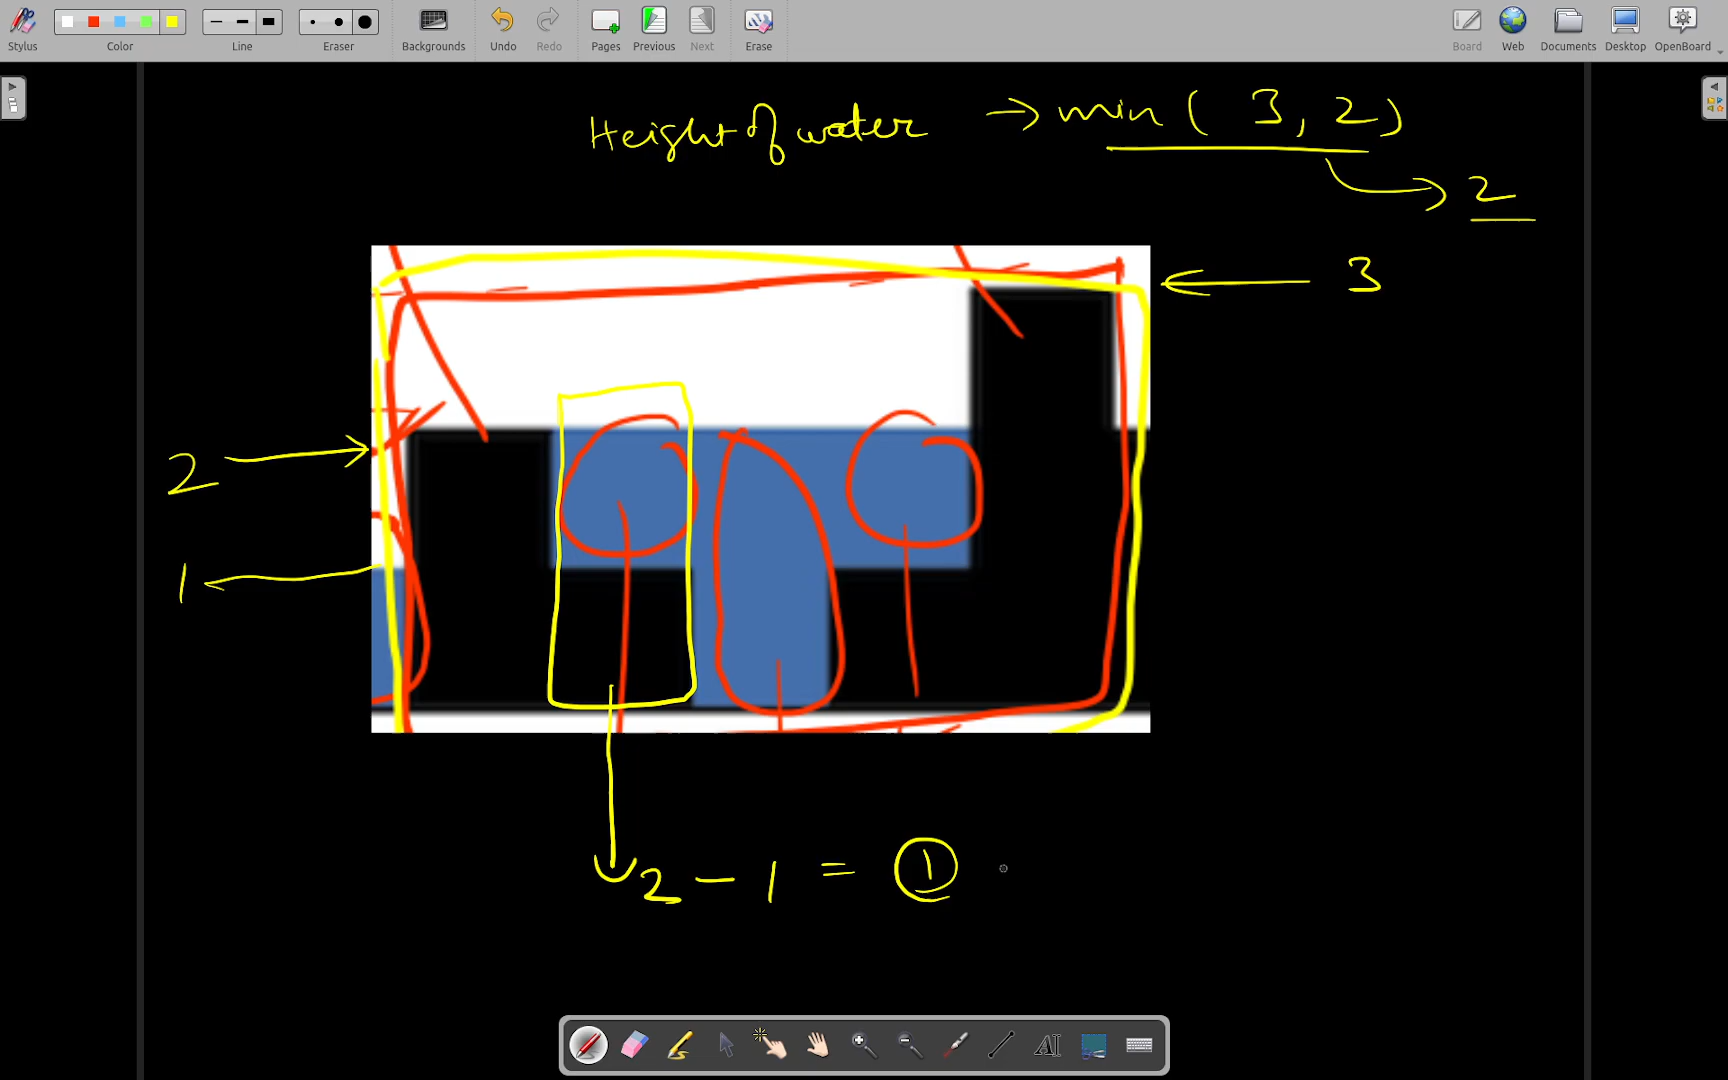 Stylus
Color
Line
Eraser
Backgrounds
Undo
Redo
Pages
Previous
Next
Erase
Board
Web
Documents
Desktop
OpenBoard
Height of water → min ( 3, 2)
2
3
2
1
2 - 1 = 1
AI